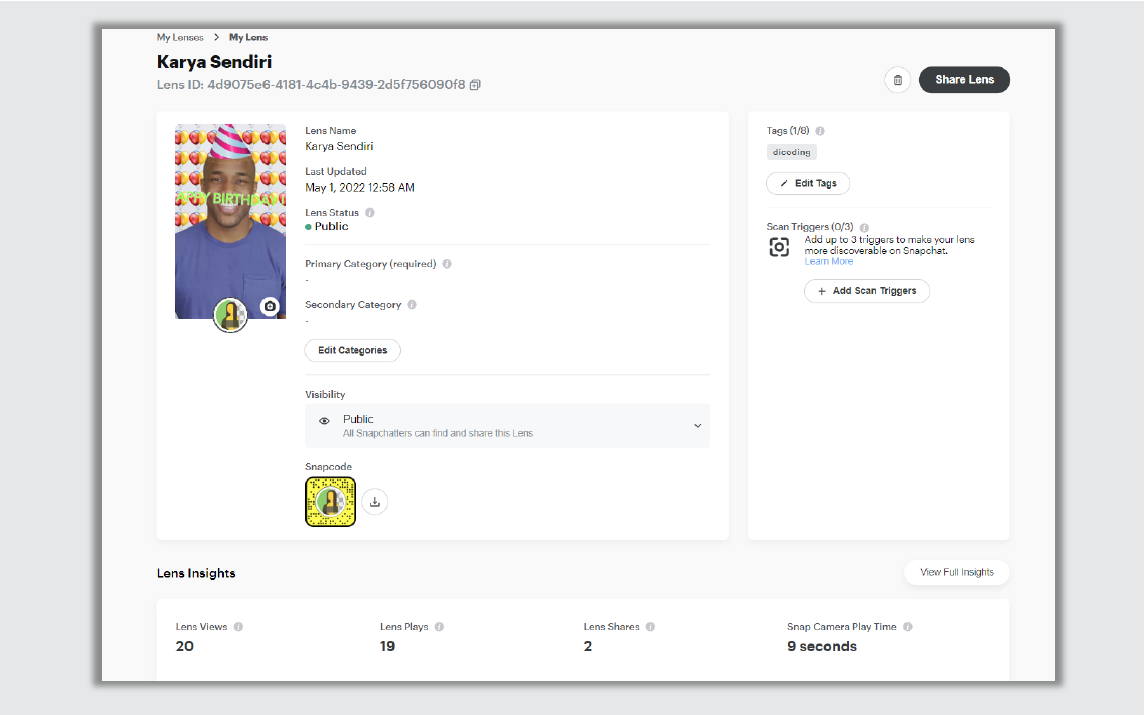 My Lenses > My Lens
Karya Sendiri
Lens ID: 4d9075e6-4181-4c4b-9439-2d5f756090f8
Share Lens
APPY BIRTHDAY
Lens Name
Karya Sendiri
Last Updated
May 1, 2022 12:58 AM
Lens Status
Public
Primary Category (required)
-
Secondary Category
-
Edit Categories
Visibility
Public
All Snapchatters can find and share this Lens
Snapcode
Tags (1/8)
dicoding
Edit Tags
Scan Triggers (0/3)
Add up to 3 triggers to make your lens
more discoverable on Snapchat.
Learn More
+ Add Scan Triggers
Lens Insights
View Full Insights
Lens Views
20
Lens Plays
19
Lens Shares
2
Snap Camera Play Time
9 seconds